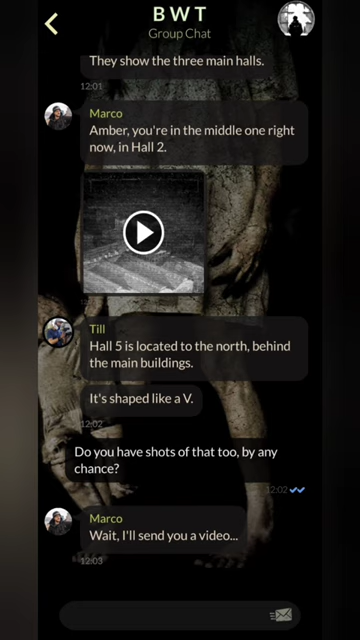 BWT
Group Chat
They show the three main halls.
12:01
Marco
Amber, you're in the middle one right
now, in Hall 2.
Till
Hall 5 is located to the north, behind
the main buildings.
It's shaped like a V.
12:02
Do you have shots of that too, by any
chance?
12:02
Marco
Wait, I'll send you a video...
12:03